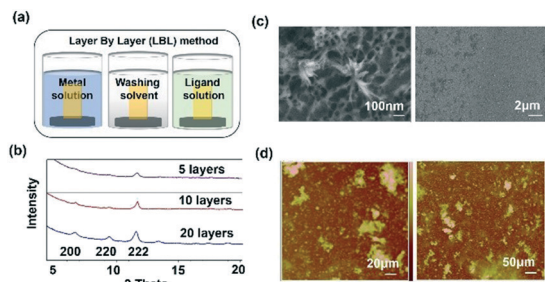 (a)
Layer By Layer (LBL) method
Metal solution
Washing solvent
Ligand solution
(b)
Intensity
5 layers
10 layers
20 layers
200 220 222
5 10 15 20
(c)
100nm
2μm
(d)
20μm
50μm